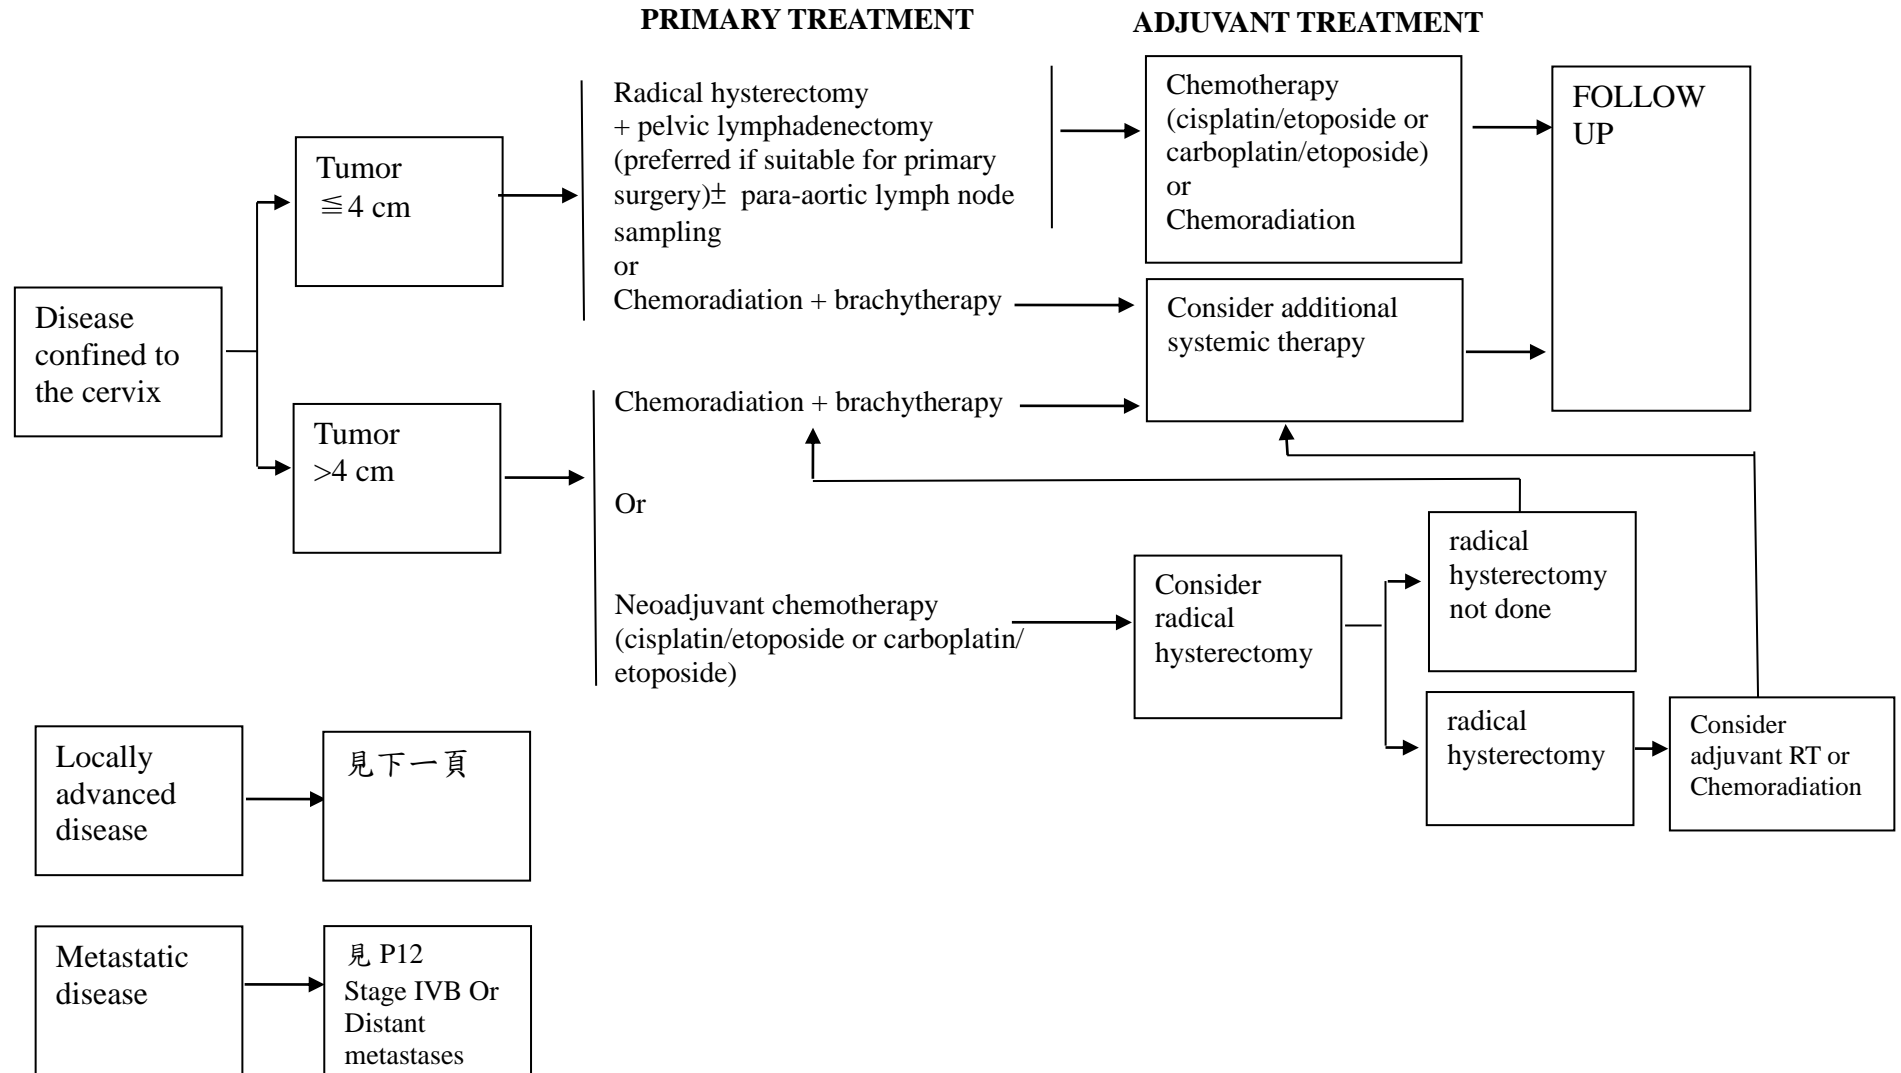 PRIMARY TREATMENT
ADJUVANT TREATMENT
Disease
confined to
the cervix
Tumor
≦4 cm
Radical hysterectomy
+ pelvic lymphadenectomy
(preferred if suitable for primary
surgery)± para-aortic lymph node
sampling
or
Chemoradiation + brachytherapy
Chemotherapy
(cisplatin/etoposide or
carboplatin/etoposide)
or
Chemoradiation
FOLLOW
UP
Consider additional
systemic therapy
Tumor
>4 cm
Chemoradiation + brachytherapy
Or
Neoadjuvant chemotherapy
(cisplatin/etoposide or carboplatin/
etoposide)
Consider
radical
hysterectomy
radical
hysterectomy
not done
radical
hysterectomy
Consider
adjuvant RT or
Chemoradiation
Locally
advanced
disease
見下一頁
Metastatic
disease
見 P12
Stage IVB Or
Distant
metastases